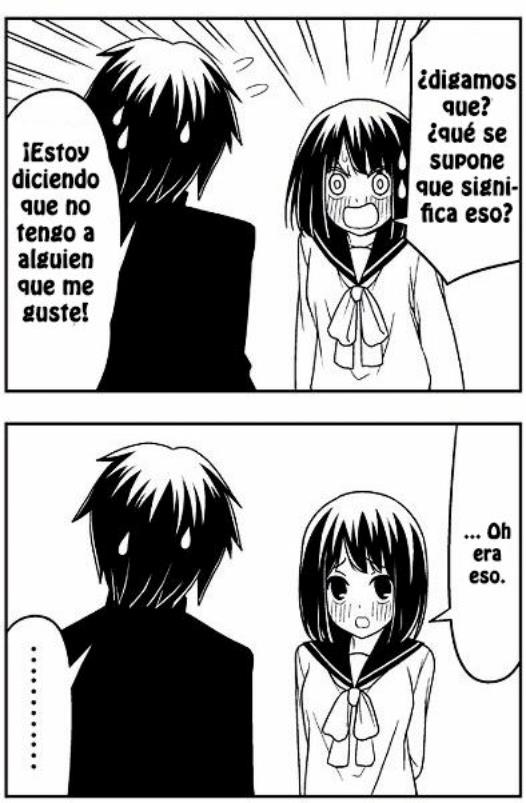 ¿digamos
que?
¿qué se
supone
que signi-
fica eso?
¡Estoy
diciendo
que no
tengo a
alguien
que me
guste!
... Oh
era
eso.
...........